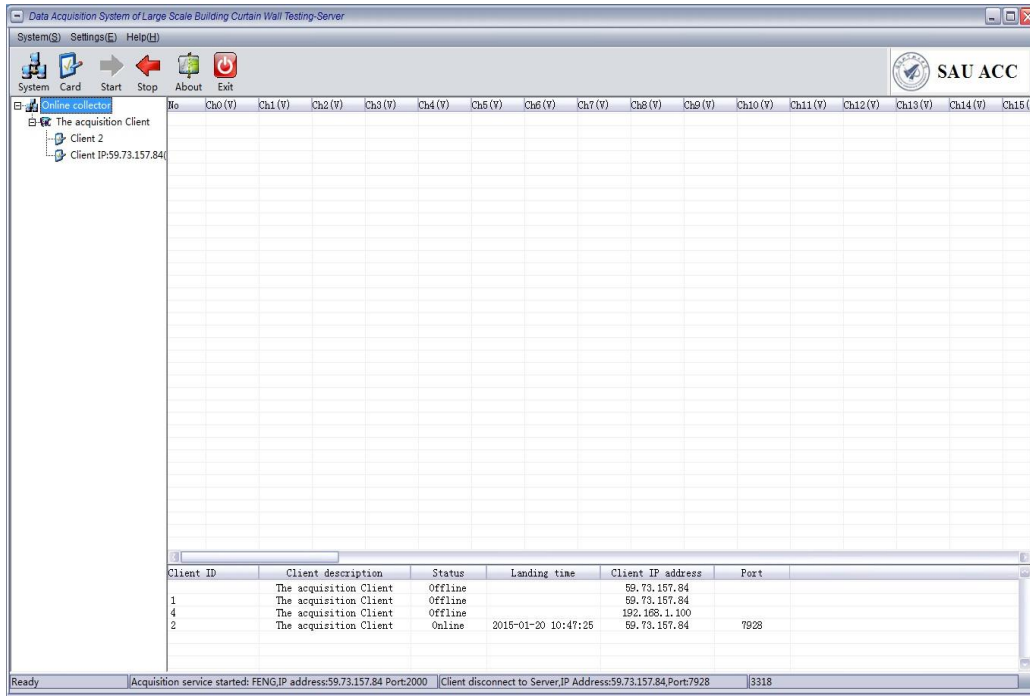 Data Acquisition System of Large Scale Building Curtain Wall Testing-Server
System(S) Settings(E) Help(H)
System Card Start Stop About Exit
SAU ACC
Online collector
The acquisition Client
Client 2
Client IP:59.73.157.84(
No Ch0(V) Ch1(V) Ch2(V) Ch3(V) Ch4(V) Ch5(V) Ch6(V) Ch7(V) Ch8(V) Ch9(V) Ch10(V) Ch11(V) Ch12(V) Ch13(V) Ch14(V) Ch15(
Client ID Client description Status Landing time Client IP address Port
The acquisition Client Offline 59.73.157.84
1 The acquisition Client Offline 59.73.157.84
4 The acquisition Client Offline 192.168.1.100
2 The acquisition Client Online 2015-01-20 10:47:25 59.73.157.84 7928
Ready Acquisition service started: FENG,IP address:59.73.157.84 Port:2000 Client disconnect to Server,IP Address:59.73.157.84,Port:7928 3318